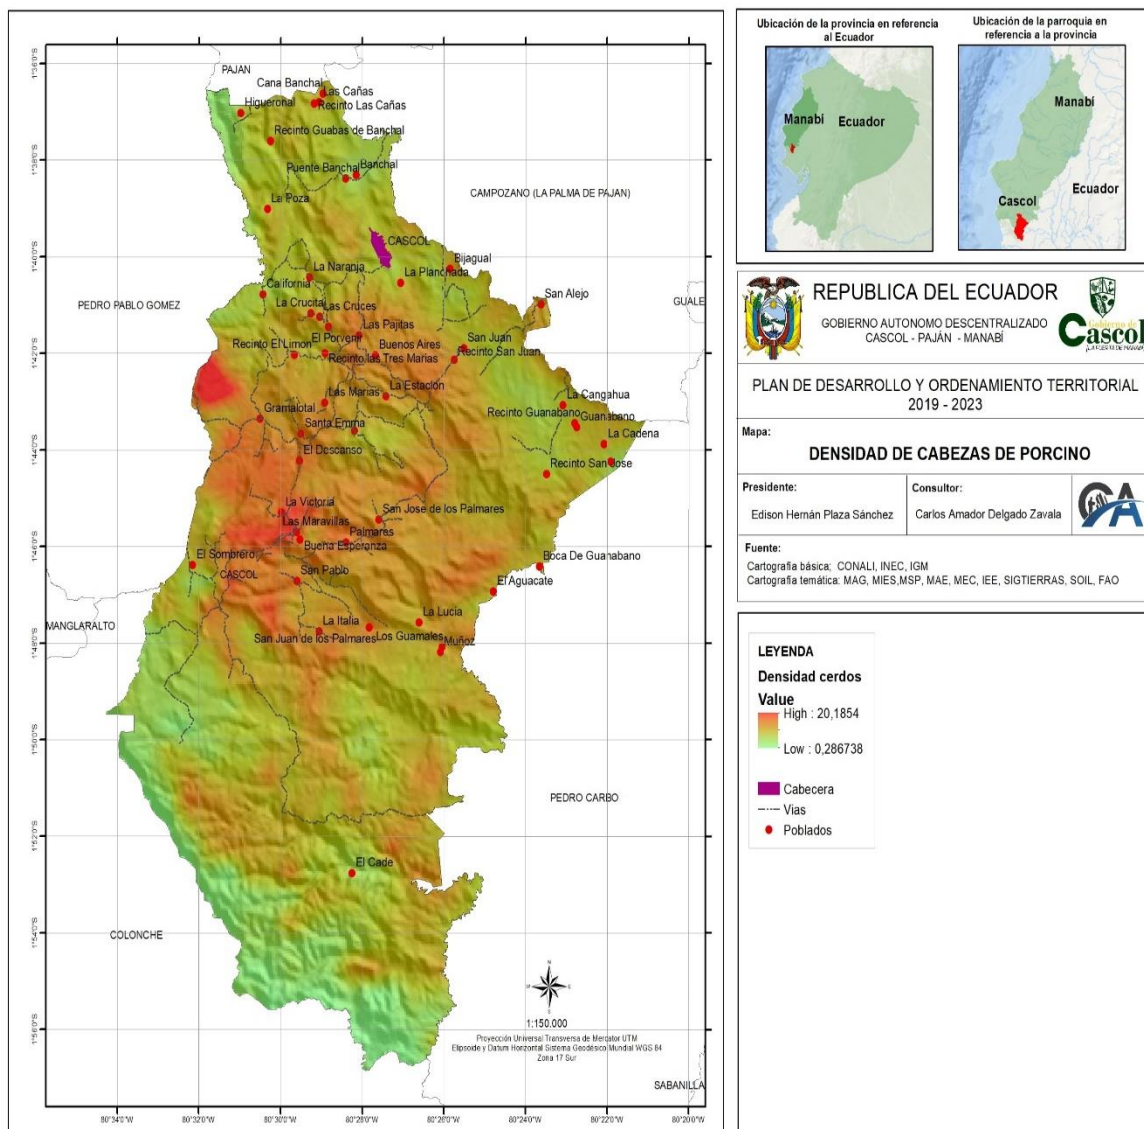 1°36'0"S
1°38'0"S
1°40'0"S
1°42'0"S
1°44'0"S
1°46'0"S
1°48'0"S
1°50'0"S
1°52'0"S
1°54'0"S
1°56'0"S
80°34'0"W
80°32'0"W
80°30'0"W
80°28'0"W
80°26'0"W
80°24'0"W
80°22'0"W
80°20'0"W
PAJAN
Cana Banchal
Las Cañas
Recinto Las Cañas
Higueronal
Recinto Guabas de Banchal
Puente Banchal
Banchal
CAMPOZANO (LA PALMA DE PAJAN)
La Poza
CASCOL
Bijagual
La Naranja
La Planchada
California
San Alejo
PEDRO PABLO GOMEZ
GUALE
La Crucita
Las Cruces
Las Pajitas
El Porvenir
Buenos Aires
San Juan
Recinto El Limon
Recinto las Tres Marias
Recinto San Juan
La Estacion
Las Marias
La Cangahua
Gramalotal
Recinto Guanabano
Guanabano
Santa Emma
La Cadena
El Descanso
Recinto San Jose
La Victoria
San Jose de los Palmares
Las Maravillas
Palmares
Buena Esperanza
El Sombrero
Boca De Guanabano
CASCOL
San Pablo
El Aguacate
MANGLARALTO
La Lucia
La Italia
San Juan de los Palmares
Los Guamales
Muñoz
PEDRO CARBO
El Cade
COLONCHE
SABANILLA
N
1:150.000
Proyección Universal Transversa de Mercator UTM
Elipsoide y Datum Horizontal Sistema Geodésico Mundial WGS 84
Zona 17 Sur
Ubicación de la provincia en referencia
al Ecuador
Manabí
Ecuador
Ubicación de la parroquia en
referencia a la provincia
Manabí
Cascol
Ecuador
REPUBLICA DEL ECUADOR
GOBIERNO AUTONOMO DESCENTRALIZADO
CASCOL - PAJÁN - MANABÍ
Gobierno de
Cascol
PLAN DE DESARROLLO Y ORDENAMIENTO TERRITORIAL
2019 - 2023
Mapa:
DENSIDAD DE CABEZAS DE PORCINO
Presidente:
Edison Hernán Plaza Sánchez
Consultor:
Carlos Amador Delgado Zavala
Fuente:
Cartografía básica; CONALI, INEC, IGM
Cartografía temática: MAG, MIES,MSP, MAE, MEC, IEE, SIGTIERRAS, SOIL, FAO
LEYENDA
Densidad cerdos
Value
High : 20,1854
Low : 0,286738
Cabecera
Vias
Poblados